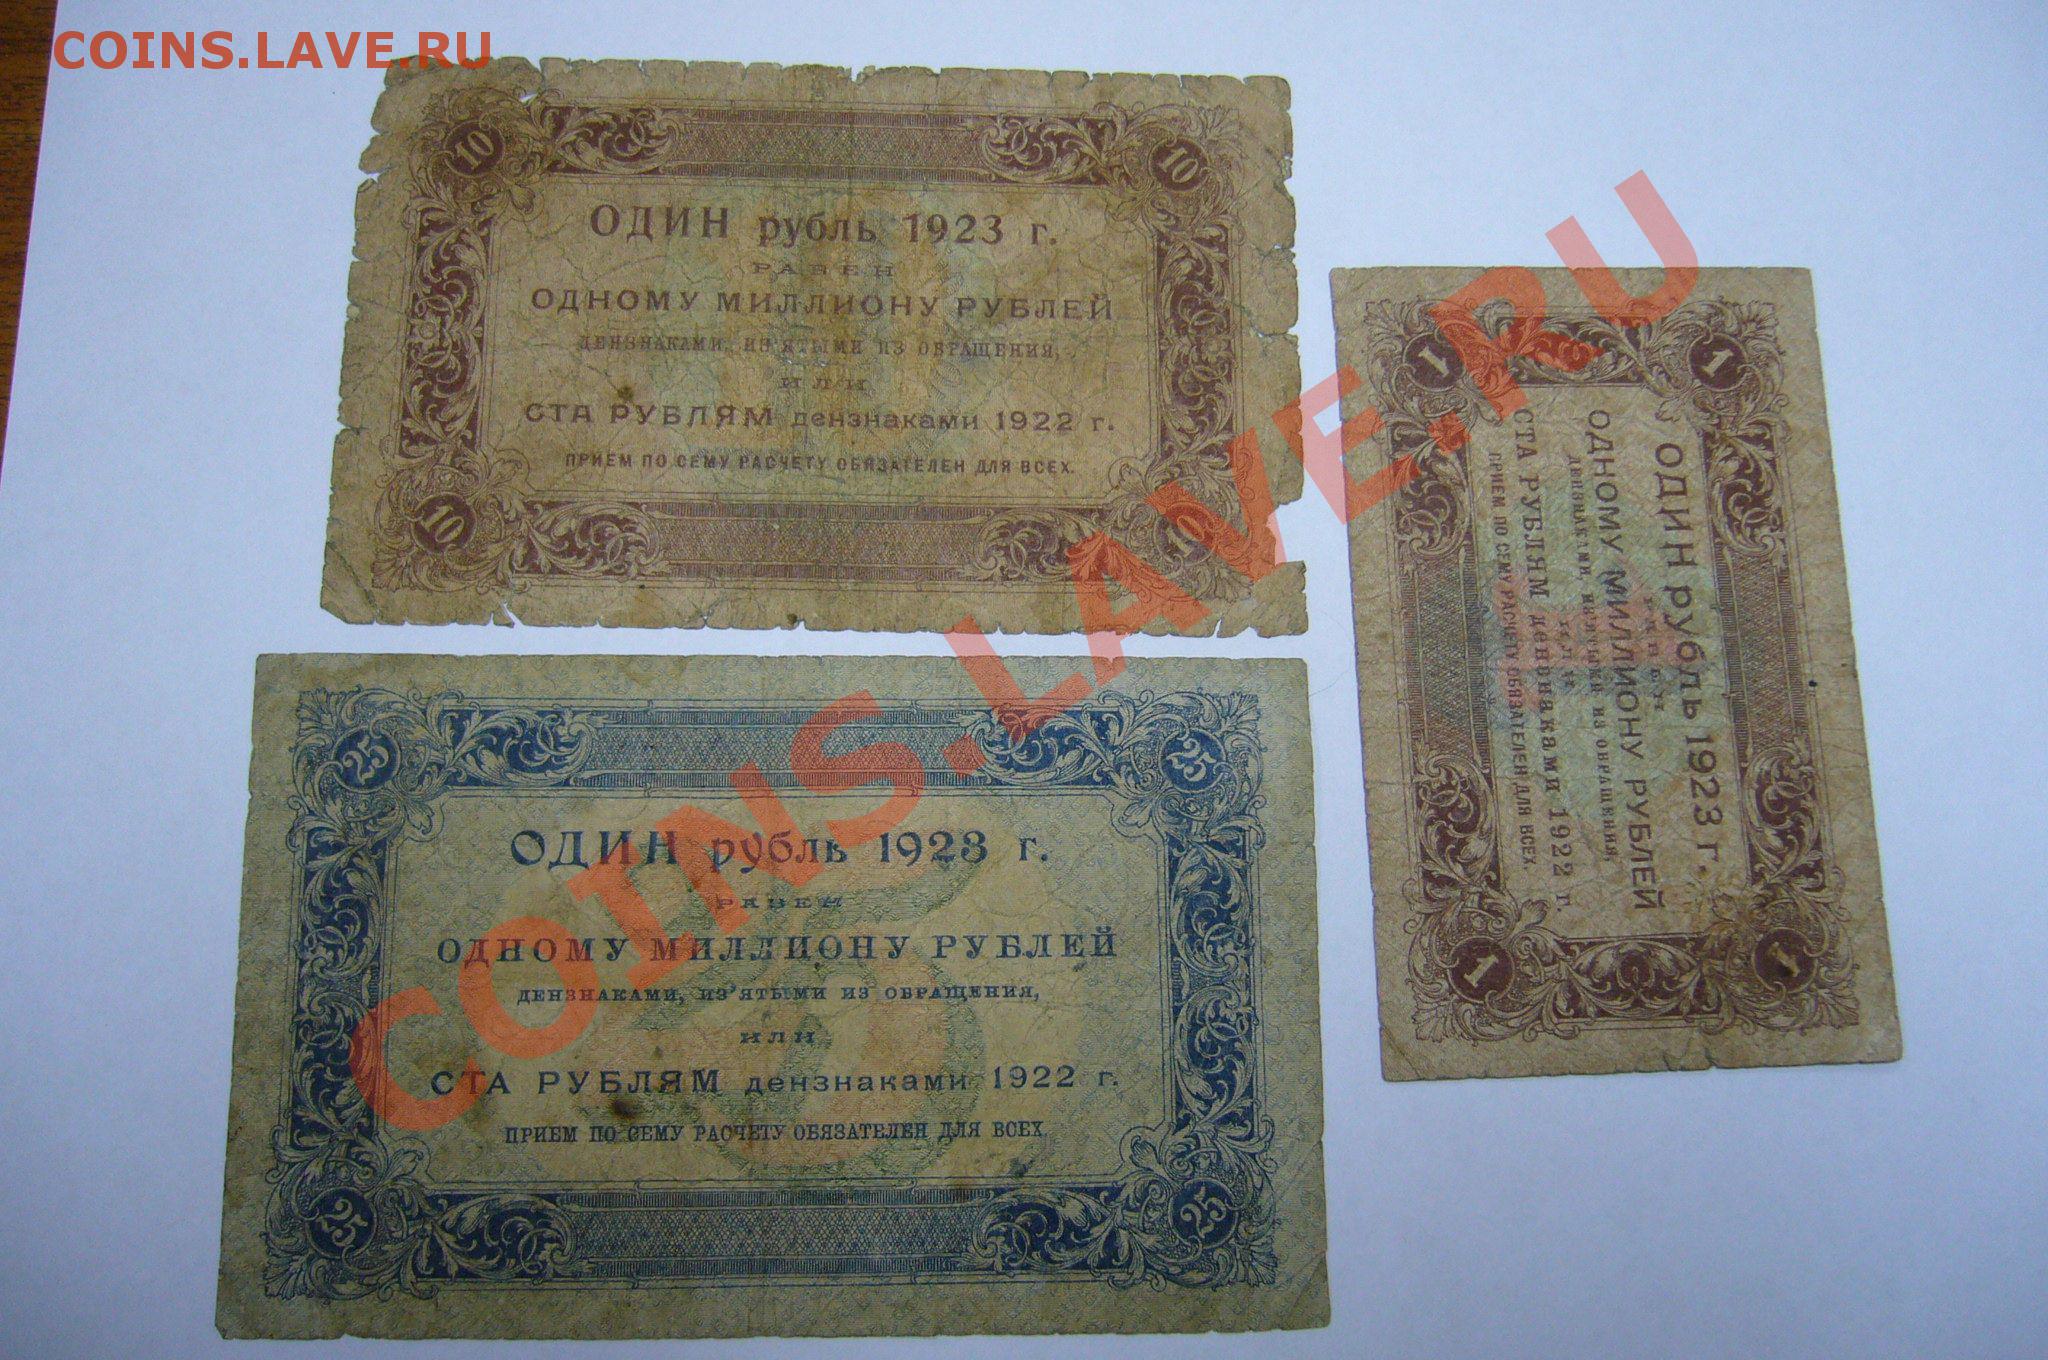 COINS.LAVE.RU
10 10
ОДИН рубль 1923 г.
РАВЕН
ОДНОМУ МИЛЛИОНУ РУБЛЕЙ
ДЕНЗНАКАМИ, ИЗ'ЯТЫМИ ИЗ ОБРАЩЕНИЯ,
ИЛИ
СТА РУБЛЯМ дензнаками 1922 г.
ПРИЕМ ПО СЕМУ РАСЧЕТУ ОБЯЗАТЕЛЕН ДЛЯ ВСЕХ.
10 10
25 25
ОДИН рубль 1923 г.
РАВЕН
ОДНОМУ МИЛЛИОНУ РУБЛЕЙ
ДЕНЗНАКАМИ, ИЗ'ЯТЫМИ ИЗ ОБРАЩЕНИЯ,
ИЛИ
СТА РУБЛЯМ дензнаками 1922 г.
ПРИЕМ ПО СЕМУ РАСЧЕТУ ОБЯЗАТЕЛЕН ДЛЯ ВСЕХ
25 25
1 1
ОДИН рубль 1923 г.
РАВЕН
ОДНОМУ МИЛЛИОНУ РУБЛЕЙ
ДЕНЗНАКАМИ, ИЗ'ЯТЫМИ ИЗ ОБРАЩЕНИЯ,
ИЛИ
СТА РУБЛЯМ дензнаками 1922 г.
ПРИЕМ ПО СЕМУ РАСЧЕТУ ОБЯЗАТЕЛЕН ДЛЯ ВСЕХ.
1 1
COINS.LAVE.RU